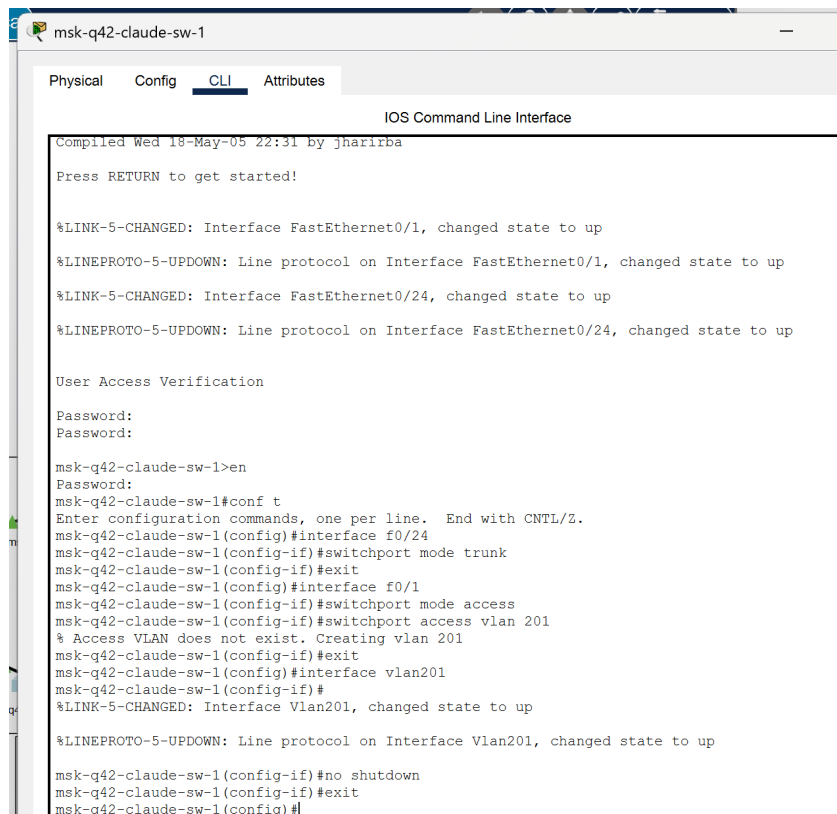 msk-q42-claude-sw-1
Physical Config CLI Attributes
IOS Command Line Interface
Compiled Wed 18-May-05 22:31 by jharirba
Press RETURN to get started!
%LINK-5-CHANGED: Interface FastEthernet0/1, changed state to up
%LINEPROTO-5-UPDOWN: Line protocol on Interface FastEthernet0/1, changed state to up
%LINK-5-CHANGED: Interface FastEthernet0/24, changed state to up
%LINEPROTO-5-UPDOWN: Line protocol on Interface FastEthernet0/24, changed state to up
User Access Verification
Password:
Password:
msk-q42-claude-sw-1>en
Password:
msk-q42-claude-sw-1#conf t
Enter configuration commands, one per line.  End with CNTL/Z.
msk-q42-claude-sw-1(config)#interface f0/24
msk-q42-claude-sw-1(config-if)#switchport mode trunk
msk-q42-claude-sw-1(config-if)#exit
msk-q42-claude-sw-1(config)#interface f0/1
msk-q42-claude-sw-1(config-if)#switchport mode access
msk-q42-claude-sw-1(config-if)#switchport access vlan 201
% Access VLAN does not exist. Creating vlan 201
msk-q42-claude-sw-1(config-if)#exit
msk-q42-claude-sw-1(config)#interface vlan201
msk-q42-claude-sw-1(config-if)#
%LINK-5-CHANGED: Interface Vlan201, changed state to up
%LINEPROTO-5-UPDOWN: Line protocol on Interface Vlan201, changed state to up
msk-q42-claude-sw-1(config-if)#no shutdown
msk-q42-claude-sw-1(config-if)#exit
msk-q42-claude-sw-1(config)#